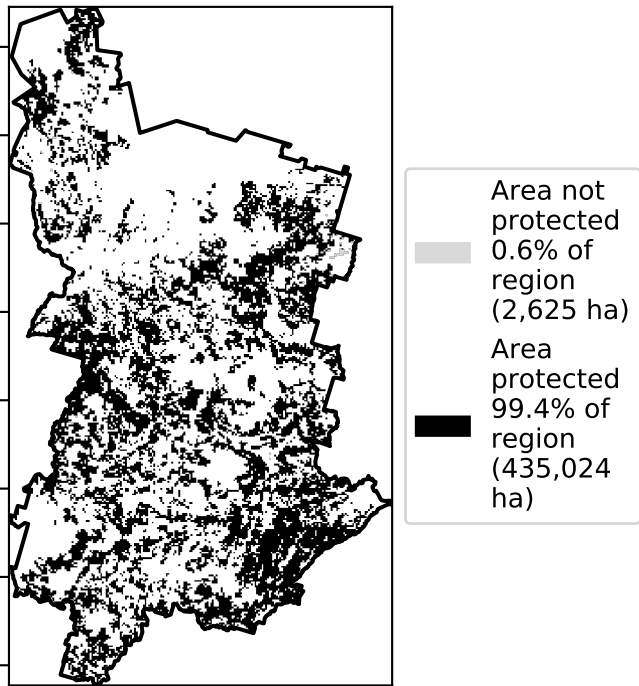 Area not
protected
0.6% of
region
(2,625 ha)
Area
protected
99.4% of
region
(435,024
ha)